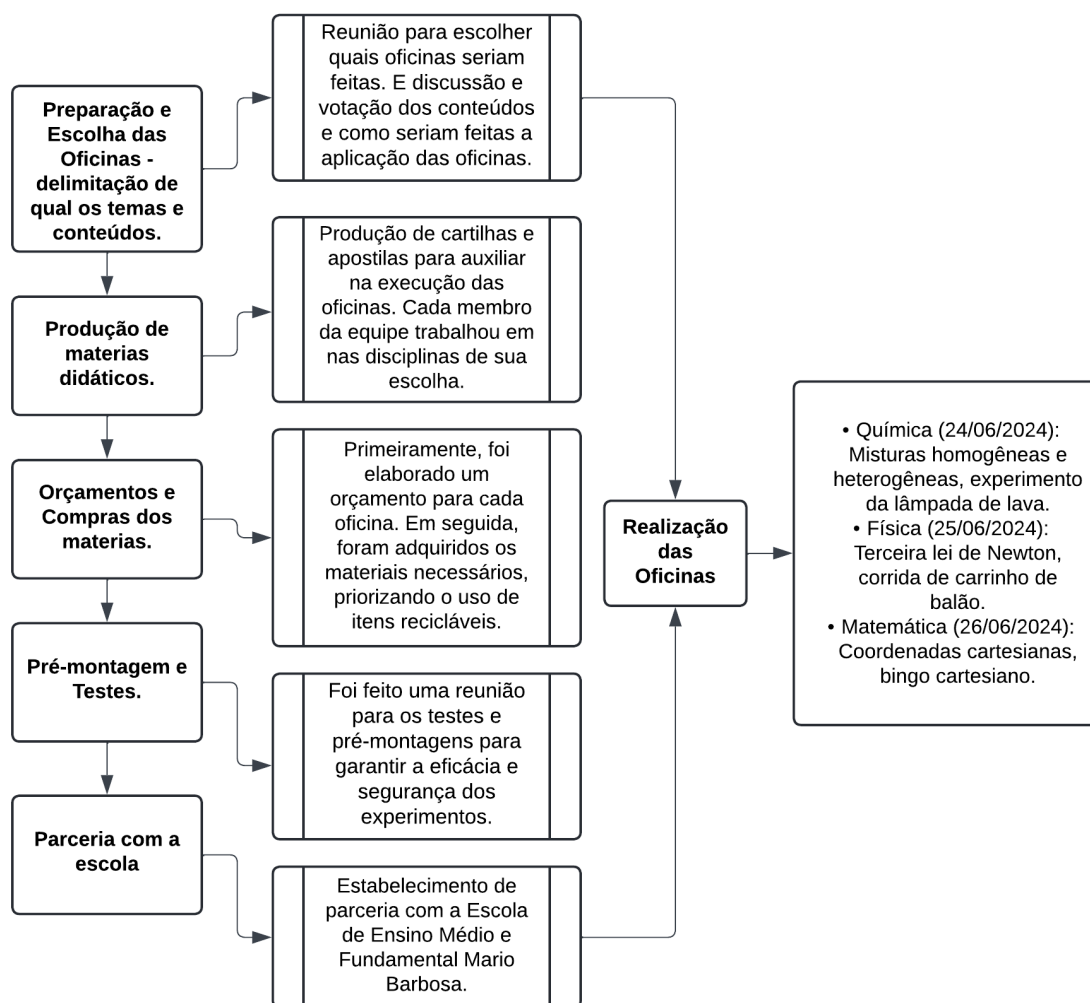 Preparação e
Escolha das
Oficinas -
delimitação de
qual os temas e
conteúdos.
Reunião para escolher
quais oficinas seriam
feitas. E discussão e
votação dos conteúdos
e como seriam feitas a
aplicação das oficinas.
Produção de
materias
didáticos.
Produção de cartilhas e
apostilas para auxiliar
na execução das
oficinas. Cada membro
da equipe trabalhou em
nas disciplinas de sua
escolha.
Orçamentos e
Compras dos
materias.
Primeiramente, foi
elaborado um
orçamento para cada
oficina. Em seguida,
foram adquiridos os
materiais necessários,
priorizando o uso de
itens recicláveis.
Pré-montagem e
Testes.
Foi feito uma reunião
para os testes e
pré-montagens para
garantir a eficácia e
segurança dos
experimentos.
Parceria com a
escola
Estabelecimento de
parceria com a Escola
de Ensino Médio e
Fundamental Mario
Barbosa.
Realização
das
Oficinas
• Química (24/06/2024):
Misturas homogêneas e
heterogêneas, experimento
da lâmpada de lava.
• Física (25/06/2024):
Terceira lei de Newton,
corrida de carrinho de
balão.
• Matemática (26/06/2024):
Coordenadas cartesianas,
bingo cartesiano.